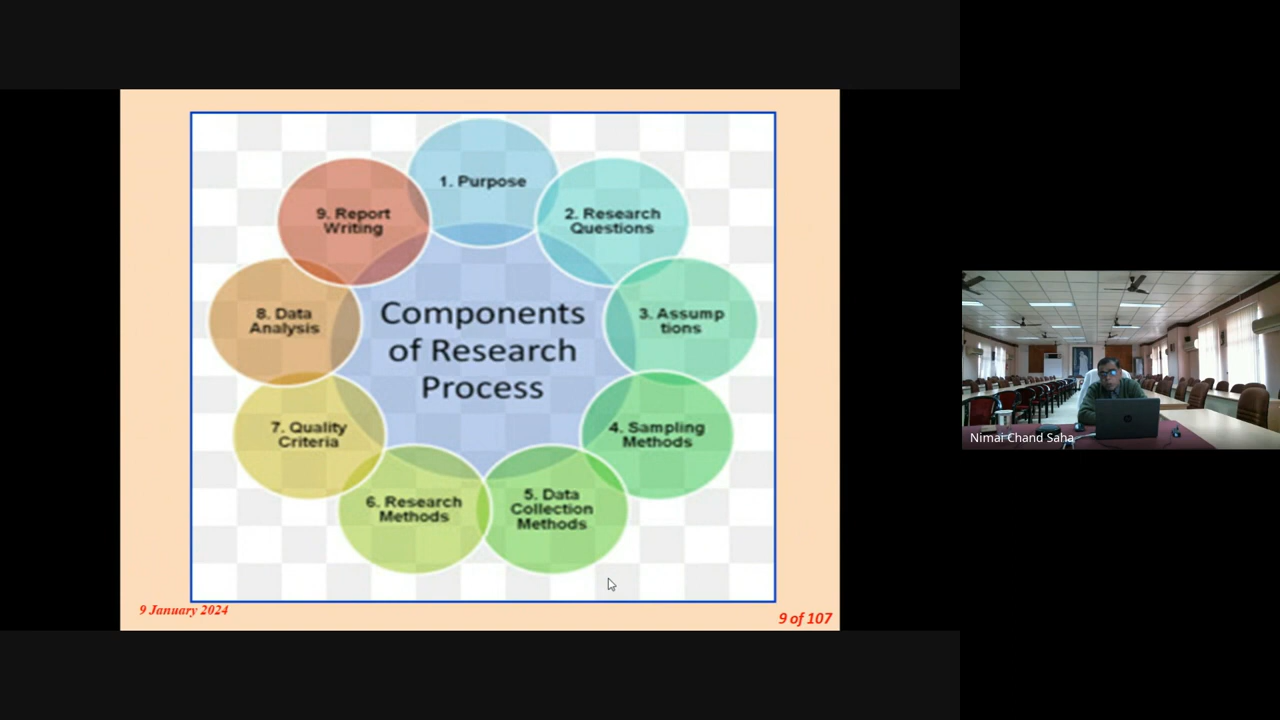 1. Purpose
2. Research
Questions
3. Assump
tions
4. Sampling
Methods
5. Data
Collection
Methods
6. Research
Methods
7. Quality
Criteria
8. Data
Analysis
9. Report
Writing
Components
of Research
Process
9 January 2024
9 of 107
Nimai Chand Saha